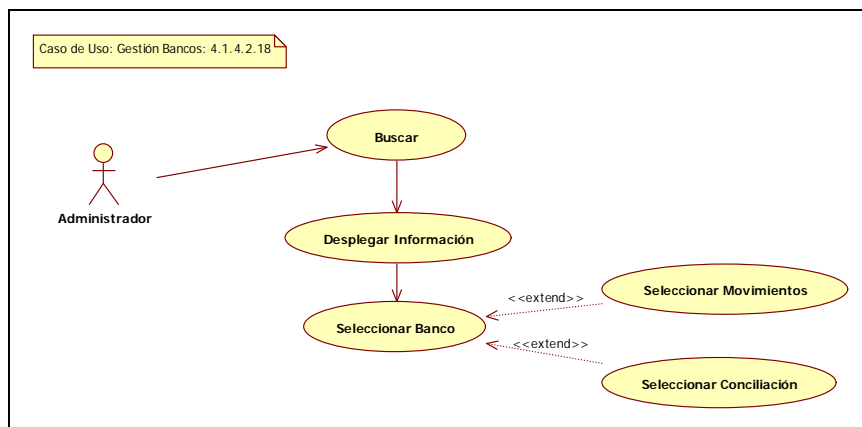 Caso de Uso: Gestión Bancos: 4.1.4.2.18
Buscar
Administrador
Desplegar Información
Seleccionar Movimientos
<<extend>>
Seleccionar Banco
<<extend>>
Seleccionar Conciliación